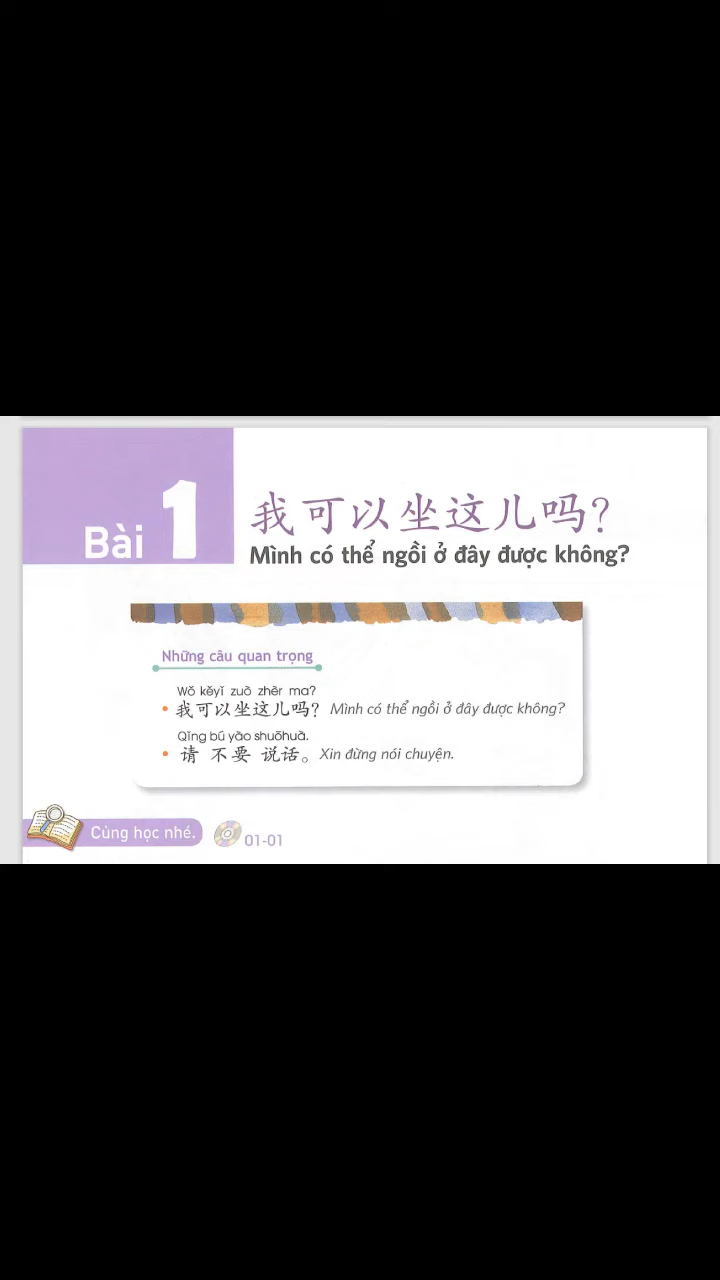 Bài 1
我可以坐这儿吗?
Mình có thể ngồi ở đây được không?
Những câu quan trọng
Wǒ kěyǐ zuò zhèr ma?
• 我可以坐这儿吗? Mình có thể ngồi ở đây được không?
Qǐng bú yào shuōhuà.
• 请 不 要 说话。 Xin đừng nói chuyện.
Cùng học nhé. 01-01